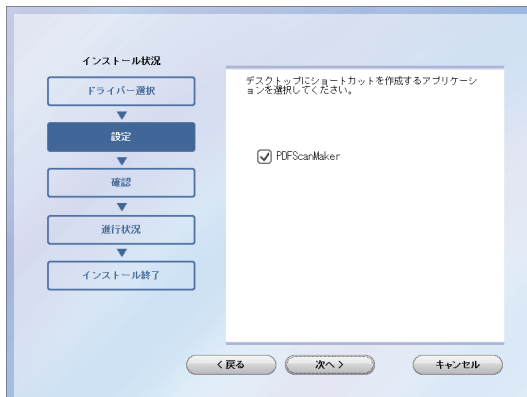 インストール状況
ドライバー選択
設定
確認
進行状況
インストール終了
デスクトップにショートカットを作成するアプリケーシ
ョンを選択してください。
PDFScanMaker
< 戻る
次へ >
キャンセル